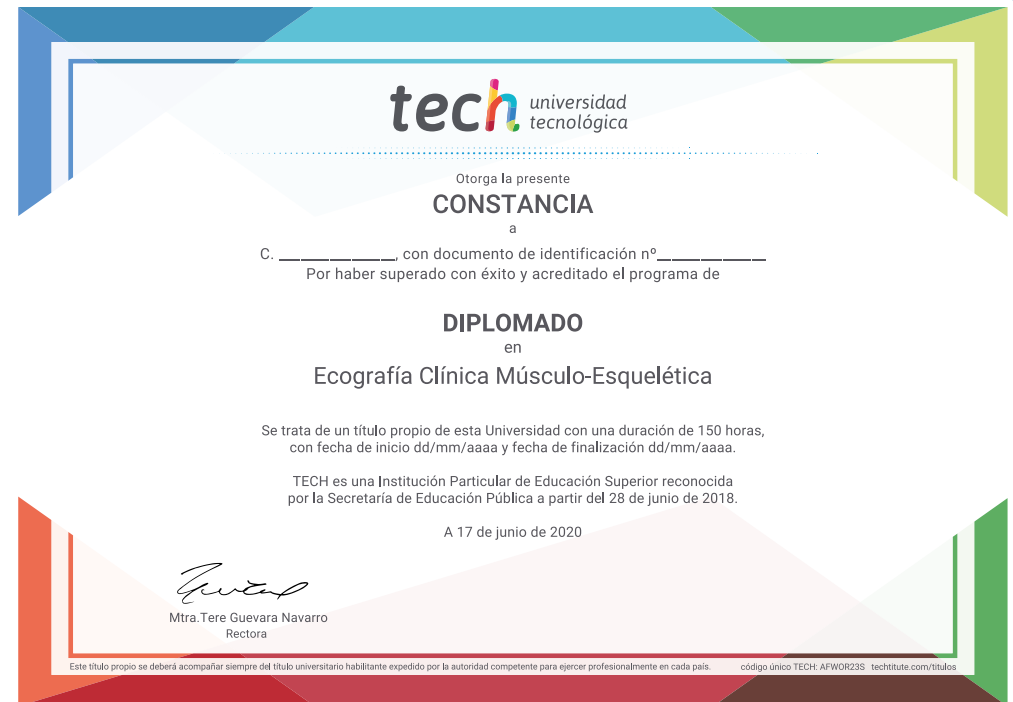 tech universidad
tecnológica
Otorga la presente
CONSTANCIA
a
C. ______________, con documento de identificación nº_____________
Por haber superado con éxito y acreditado el programa de
DIPLOMADO
en
Ecografía Clínica Músculo-Esquelética
Se trata de un título propio de esta Universidad con una duración de 150 horas,
con fecha de inicio dd/mm/aaaa y fecha de finalización dd/mm/aaaa.
TECH es una Institución Particular de Educación Superior reconocida
por la Secretaría de Educación Pública a partir del 28 de junio de 2018.
A 17 de junio de 2020
Mtra.Tere Guevara Navarro
Rectora
Este título propio se deberá acompañar siempre del título universitario habilitante expedido por la autoridad competente para ejercer profesionalmente en cada país. código único TECH: AFWOR23S techtitute.com/titulos